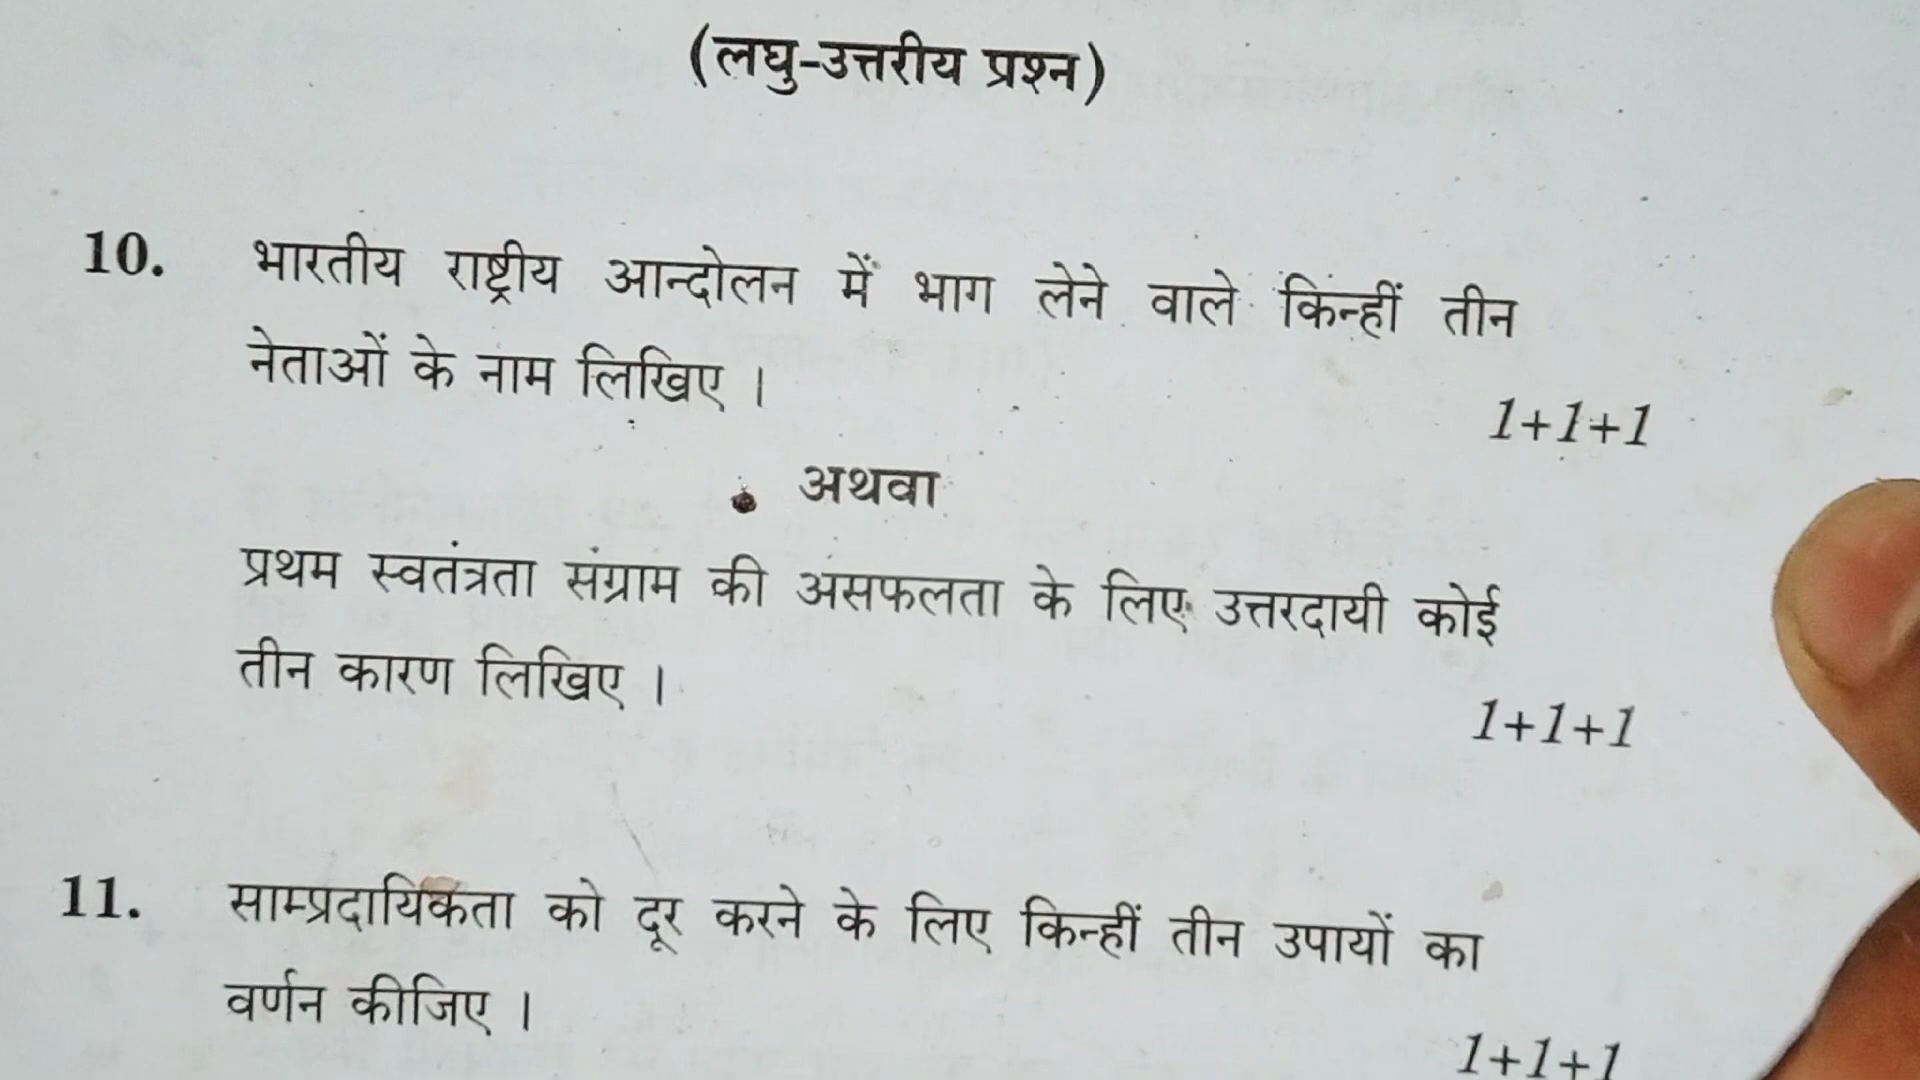 (लघु-उत्तरीय प्रश्न)
10. भारतीय राष्ट्रीय आन्दोलन में भाग लेने वाले किन्हीं तीन
नेताओं के नाम लिखिए ।
1+1+1
अथवा
प्रथम स्वतंत्रता संग्राम की असफलता के लिए उत्तरदायी कोई
तीन कारण लिखिए ।
1+1+1
11. साम्प्रदायिकता को दूर करने के लिए किन्हीं तीन उपायों का
वर्णन कीजिए ।
1+1+1